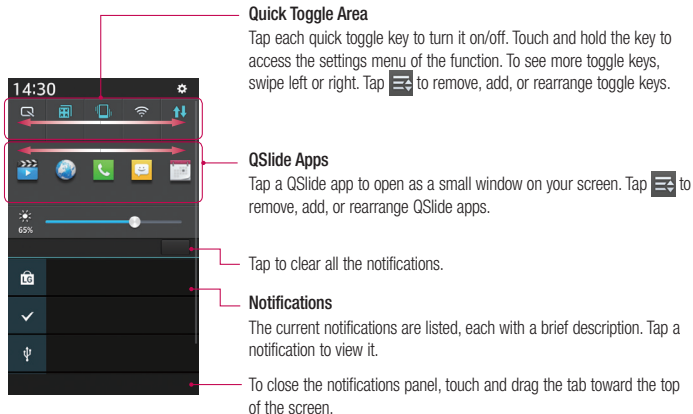 Quick Toggle Area
Tap each quick toggle key to turn it on/off. Touch and hold the key to
access the settings menu of the function. To see more toggle keys,
swipe left or right. Tap to remove, add, or rearrange toggle keys.
14:30
QSlide Apps
Tap a QSlide app to open as a small window on your screen. Tap to
remove, add, or rearrange QSlide apps.
65%
Tap to clear all the notifications.
LG
Notifications
The current notifications are listed, each with a brief description. Tap a
notification to view it.
To close the notifications panel, touch and drag the tab toward the top
of the screen.